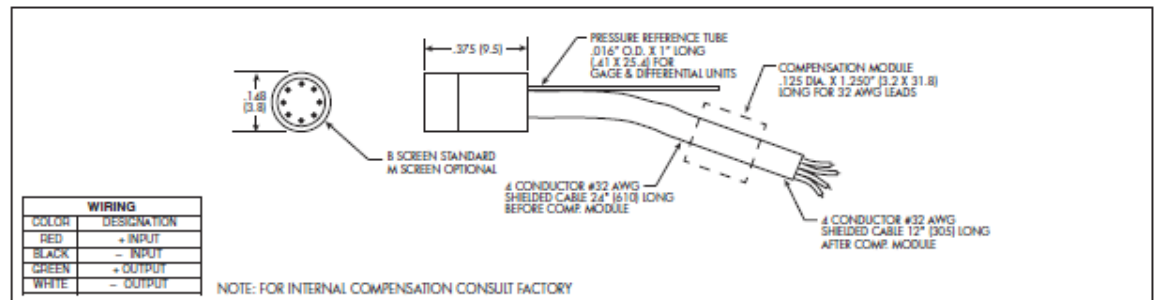 .375 (9.5)
PRESSURE REFERENCE TUBE
.016" O.D. X 1" LONG
(.41 X 25.4) FOR
GAGE & DIFFERENTIAL UNITS
COMPENSATION MODULE
.125 DIA. X 1.250" (3.2 X 31.8)
LONG FOR 32 AWG LEADS
.148
(3.8)
B SCREEN STANDARD
M SCREEN OPTIONAL
4 CONDUCTOR #32 AWG
SHIELDED CABLE 24" (610) LONG
BEFORE COMP. MODULE
4 CONDUCTOR #32 AWG
SHIELDED CABLE 12" (305) LONG
AFTER COMP. MODULE
WIRING
COLOR DESIGNATION
RED + INPUT
BLACK – INPUT
GREEN + OUTPUT
WHITE – OUTPUT
NOTE: FOR INTERNAL COMPENSATION CONSULT FACTORY